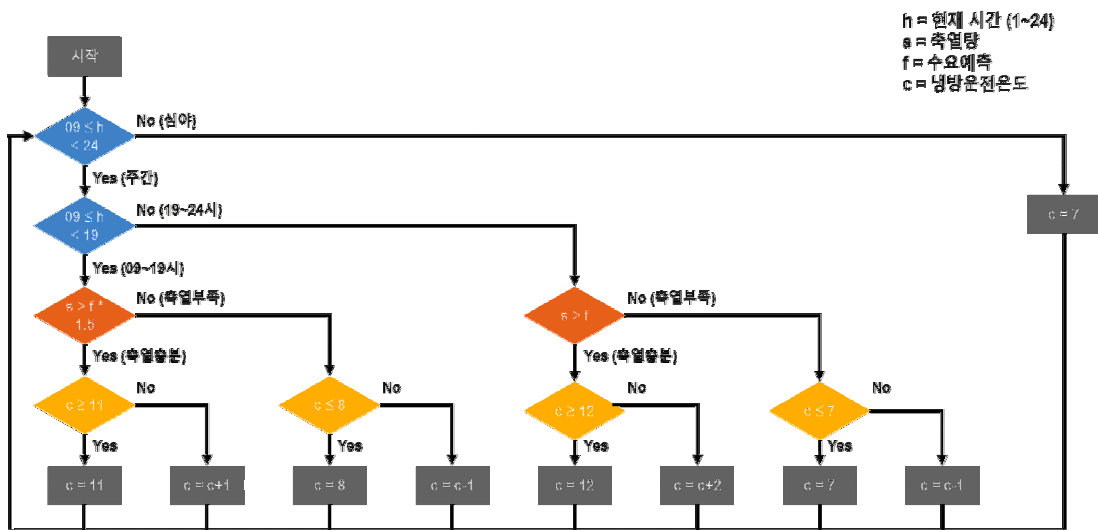 h = 현재 시간 (1~24)
s = 축열량
f = 수요예측
c = 냉방운전온도
시작
09 ≤ h
< 24
No (심야)
Yes (주간)
c = 7
09 ≤ h
< 19
No (19~24시)
Yes (09~19시)
s > f *
1.5
No (축열부족)
s > f
No (축열부족)
Yes (축열충분)
Yes (축열충분)
c ≥ 11
No
c ≤ 8
No
c ≥ 12
No
c ≤ 7
No
Yes
Yes
Yes
Yes
c = 11
c = c+1
c = 8
c = c-1
c = 12
c = c+2
c = 7
c = c-1